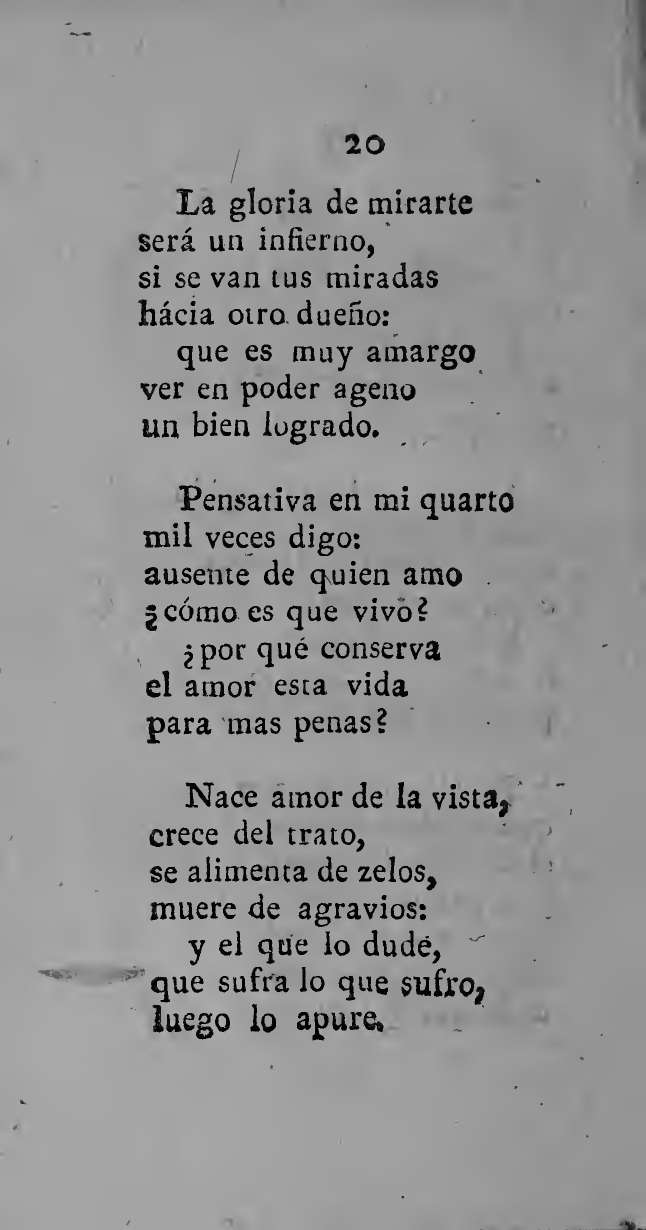 20
La gloria de mirarte
será un infierno,
si se van tus miradas
hácia otro dueño:
que es muy amargo
ver en poder ageno
un bien logrado.
Pensativa en mi quarto
mil veces digo:
ausente de quien amo
¿cómo es que vivo?
¿por qué conserva
el amor esta vida
para mas penas?
Nace amor de la vista,
crece del trato,
se alimenta de zelos,
muere de agravios:
y el que lo dude,
que sufra lo que sufro,
luego lo apure.